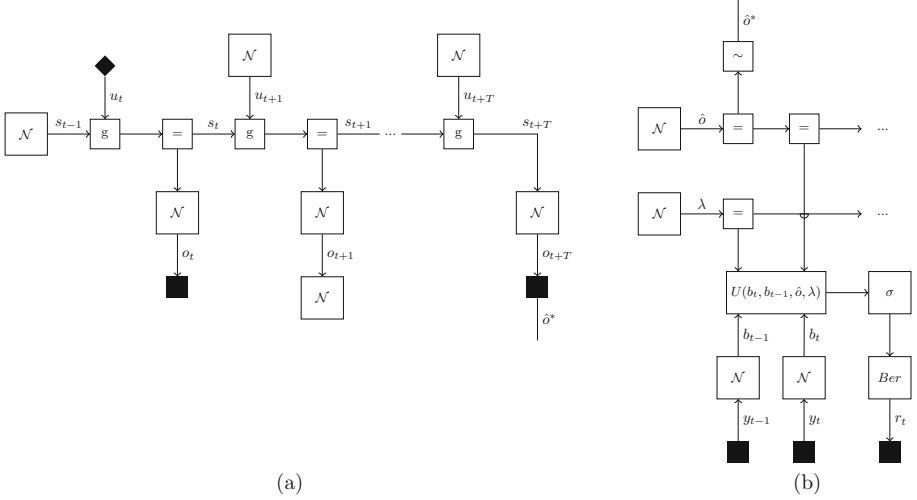 𝒩 𝒩
u_t u_{t+1} u_{t+T}
𝒩 s_{t−1} g = s_t g = s_{t+1} ... g s_{t+T}
𝒩 𝒩 𝒩
o_t o_{t+1} o_{t+T}
𝒩
ô*
(a)
ô*
∼
𝒩 ô = = ...
𝒩 λ = ...
U(b_t, b_{t−1}, ô, λ) σ
b_{t−1} b_t
𝒩 𝒩 Ber
y_{t−1} y_t r_t
(b)